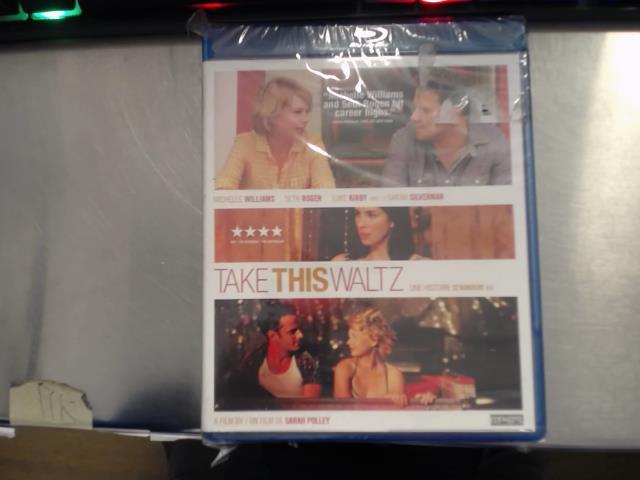 "Michelle Williams
and Seth Rogen hit
career highs."
MICHELLE WILLIAMS SETH ROGEN LUKE KIRBY SARAH SILVERMAN
TAKE THIS WALTZ UNE HISTOIRE D'AMOUR
A FILM BY / UN FILM DE SARAH POLLEY